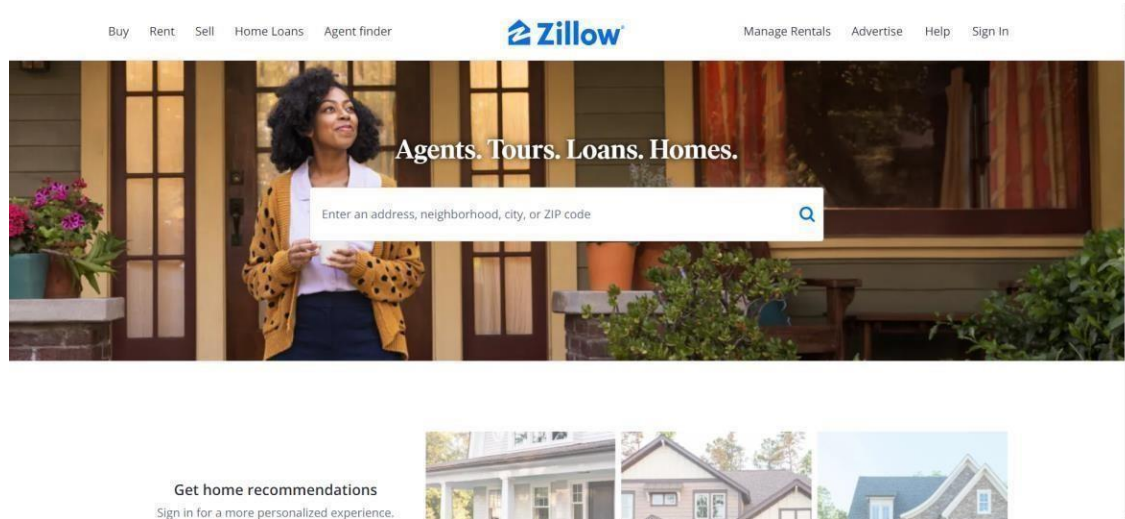 Buy Rent Sell Home Loans Agent finder Zillow Manage Rentals Advertise Help Sign In
Agents. Tours. Loans. Homes.
Enter an address, neighborhood, city, or ZIP code
Get home recommendations
Sign in for a more personalized experience.